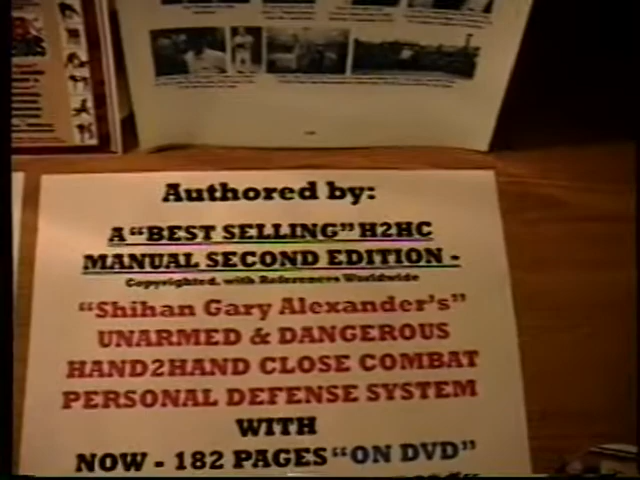 Authored by:
A "BEST SELLING" H2HC
MANUAL SECOND EDITION -
Copyrighted, with References Worldwide
"Shihan Gary Alexander's"
UNARMED & DANGEROUS
HAND2HAND CLOSE COMBAT
PERSONAL DEFENSE SYSTEM
WITH
NOW - 182 PAGES "ON DVD"